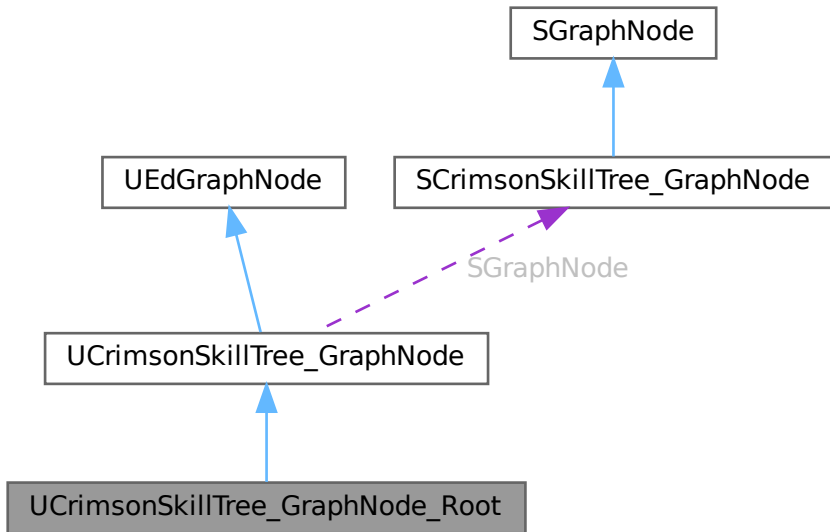 SGraphNode
UEdGraphNode
SCrimsonSkillTree_GraphNode
SGraphNode
UCrimsonSkillTree_GraphNode
UCrimsonSkillTree_GraphNode_Root